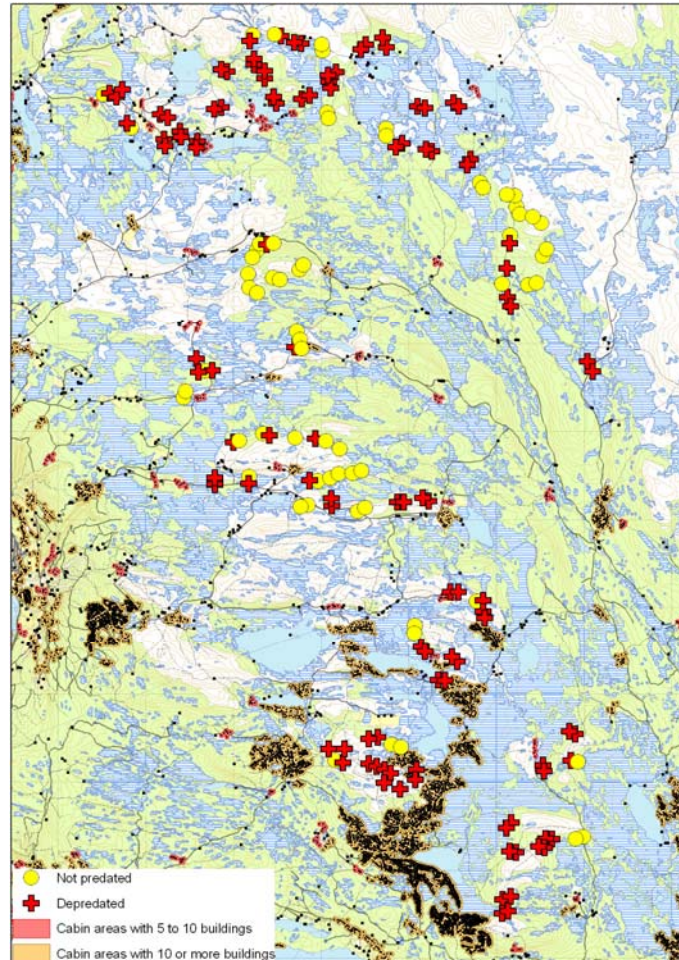 Not predated
Depredated
Cabin areas with 5 to 10 buildings
Cabin areas with 10 or more buildings